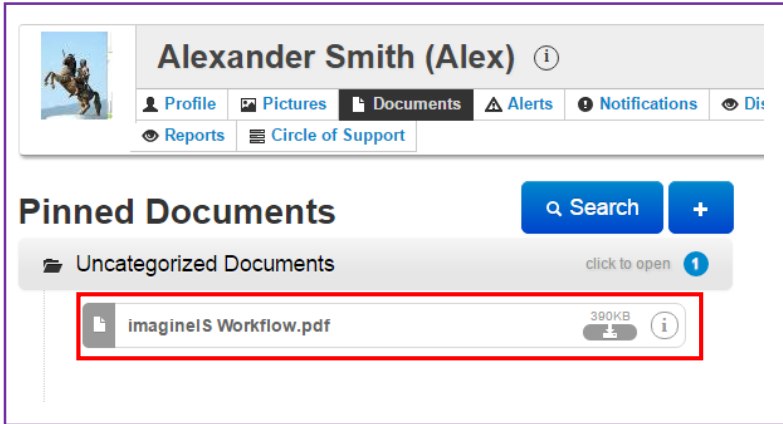 Alexander Smith (Alex) i
Profile Pictures Documents Alerts Notifications
Reports Circle of Support
Pinned Documents Search +
Uncategorized Documents click to open 1
imagineIS Workflow.pdf 390KB i